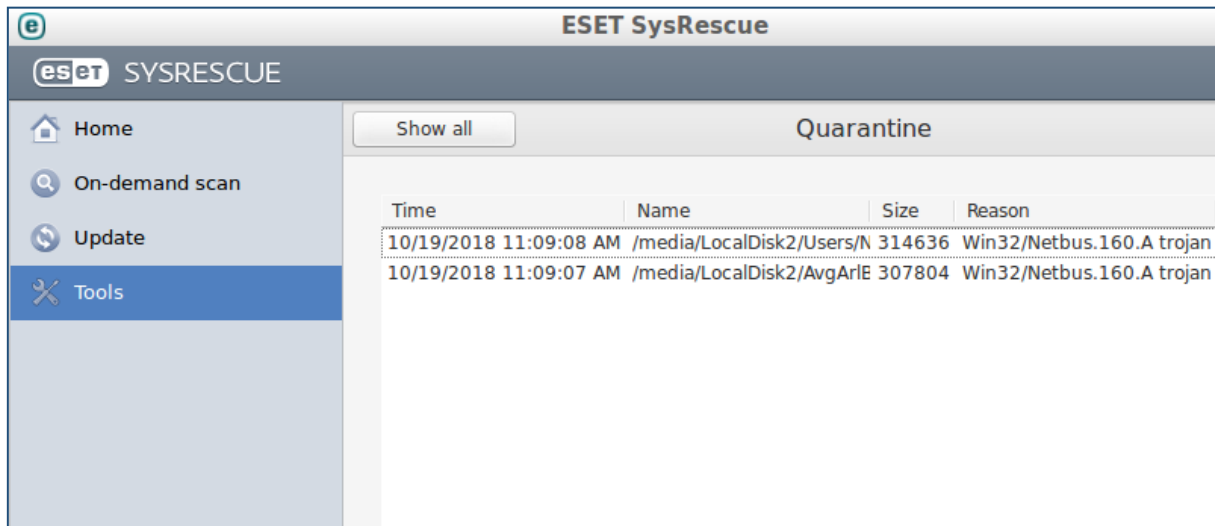 ESET SysRescue
eset SYSRESCUE
Home
On-demand scan
Update
Tools
Show all
Quarantine
Time Name Size Reason
10/19/2018 11:09:08 AM /media/LocalDisk2/Users/N 314636 Win32/Netbus.160.A trojan
10/19/2018 11:09:07 AM /media/LocalDisk2/AvgArlE 307804 Win32/Netbus.160.A trojan